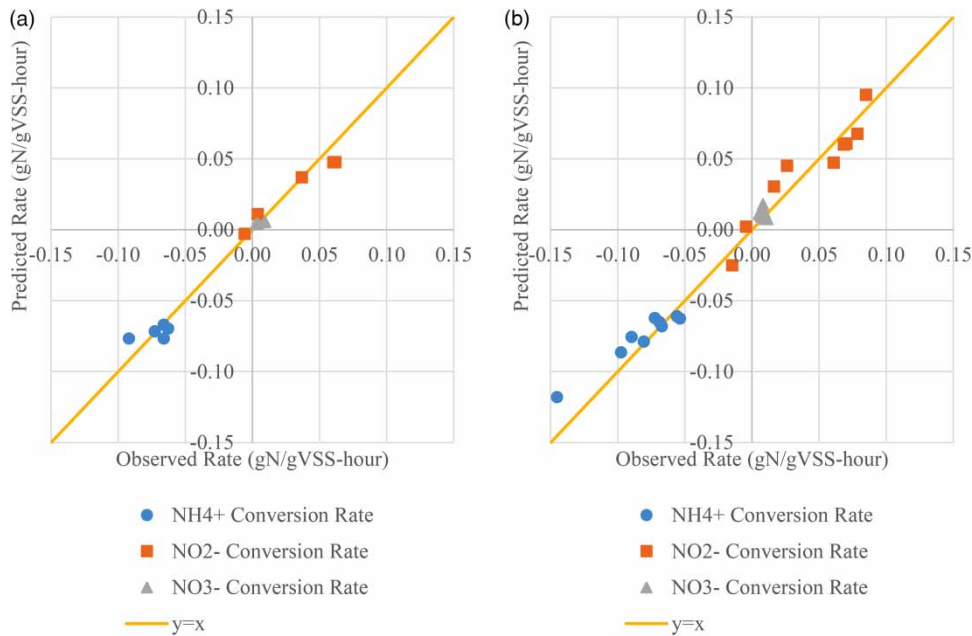 (a)
0.15
0.10
0.05
0.00
-0.15 -0.10 -0.05 0.00 0.05 0.10 0.15
-0.05
-0.10
-0.15
Predicted Rate (gN/gVSS-hour)
Observed Rate (gN/gVSS-hour)
NH4+ Conversion Rate
NO2- Conversion Rate
NO3- Conversion Rate
y=x
(b)
0.15
0.10
0.05
0.00
-0.15 -0.10 -0.05 0.00 0.05 0.10 0.15
-0.05
-0.10
-0.15
Predicted Rate (gN/gVSS-hour)
Observed Rate (gN/gVSS-hour)
NH4+ Conversion Rate
NO2- Conversion Rate
NO3- Conversion Rate
y=x